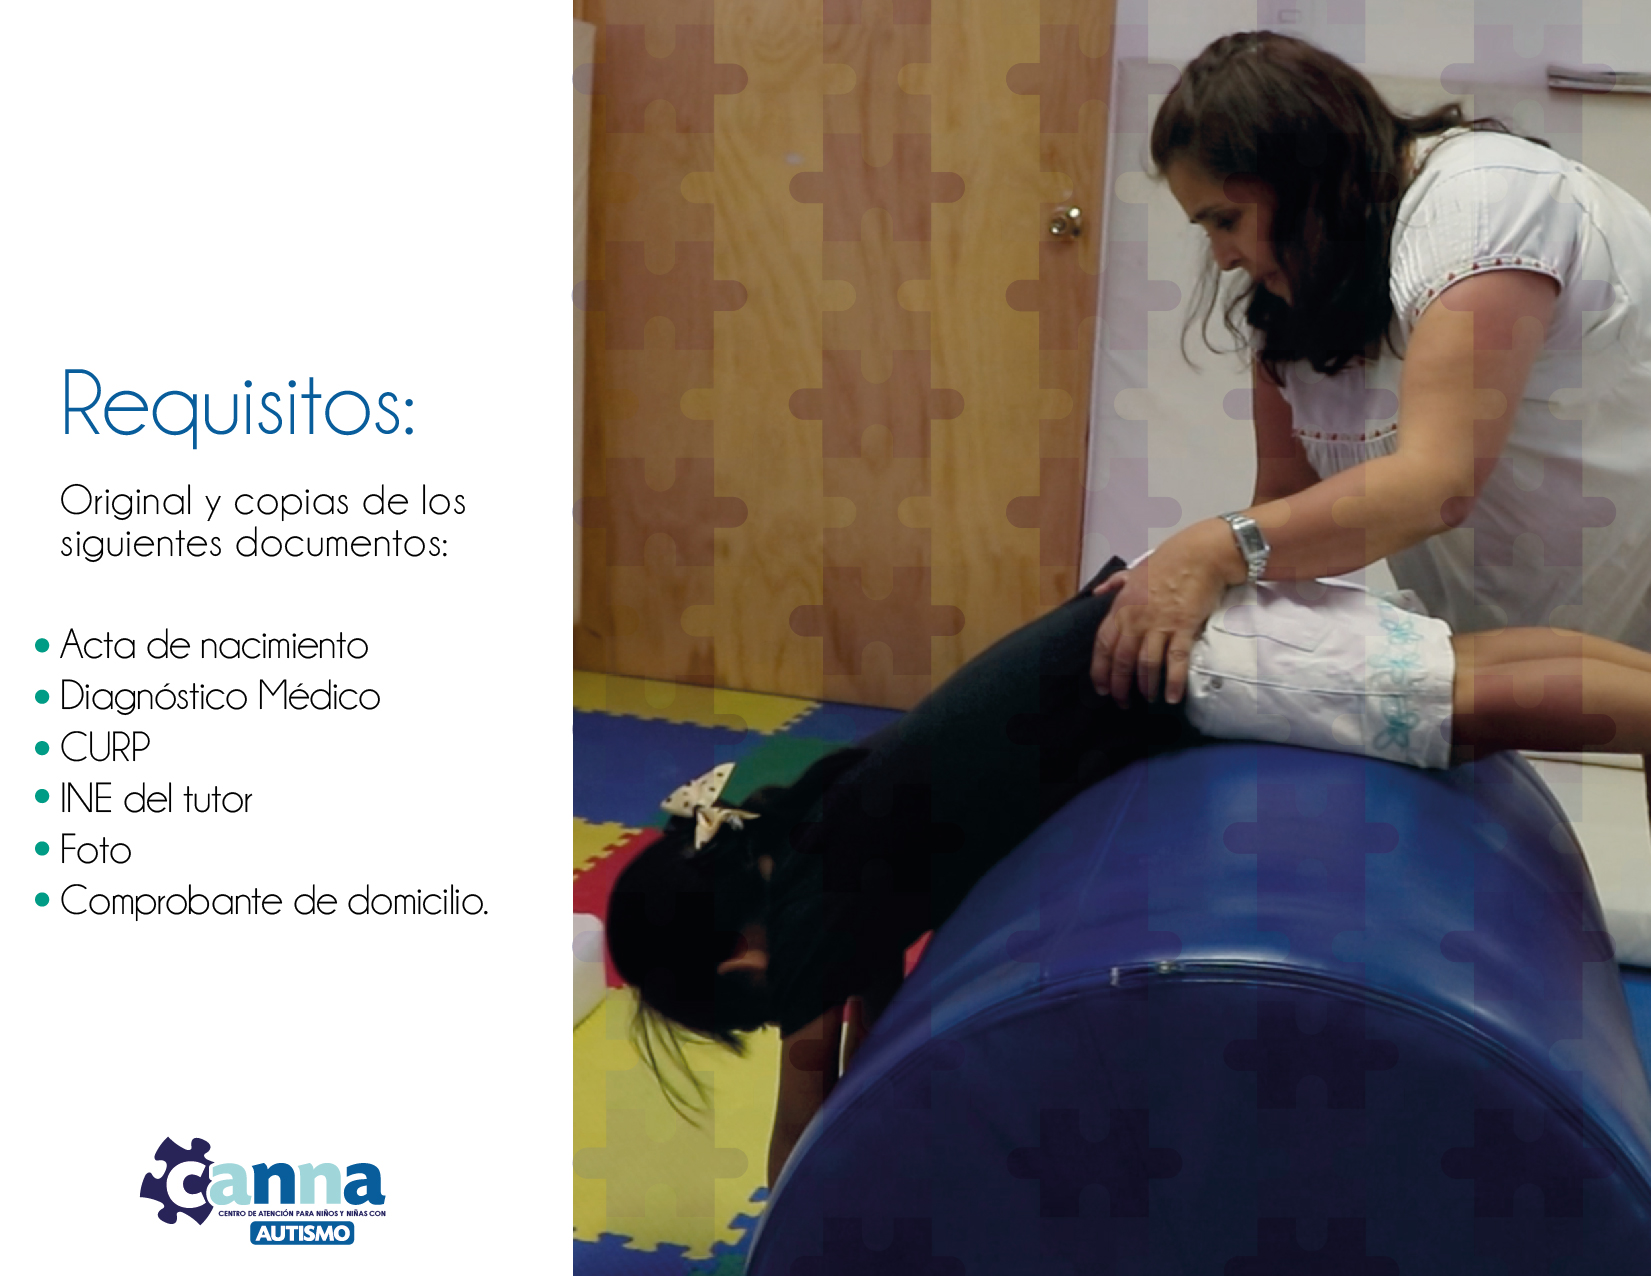 Requisitos:
Original y copias de los
siguientes documentos:
• Acta de nacimiento
• Diagnóstico Médico
• CURP
• INE del tutor
• Foto
• Comprobante de domicilio.
canna
CENTRO DE ATENCIÓN PARA NIÑOS Y NIÑAS CON
AUTISMO